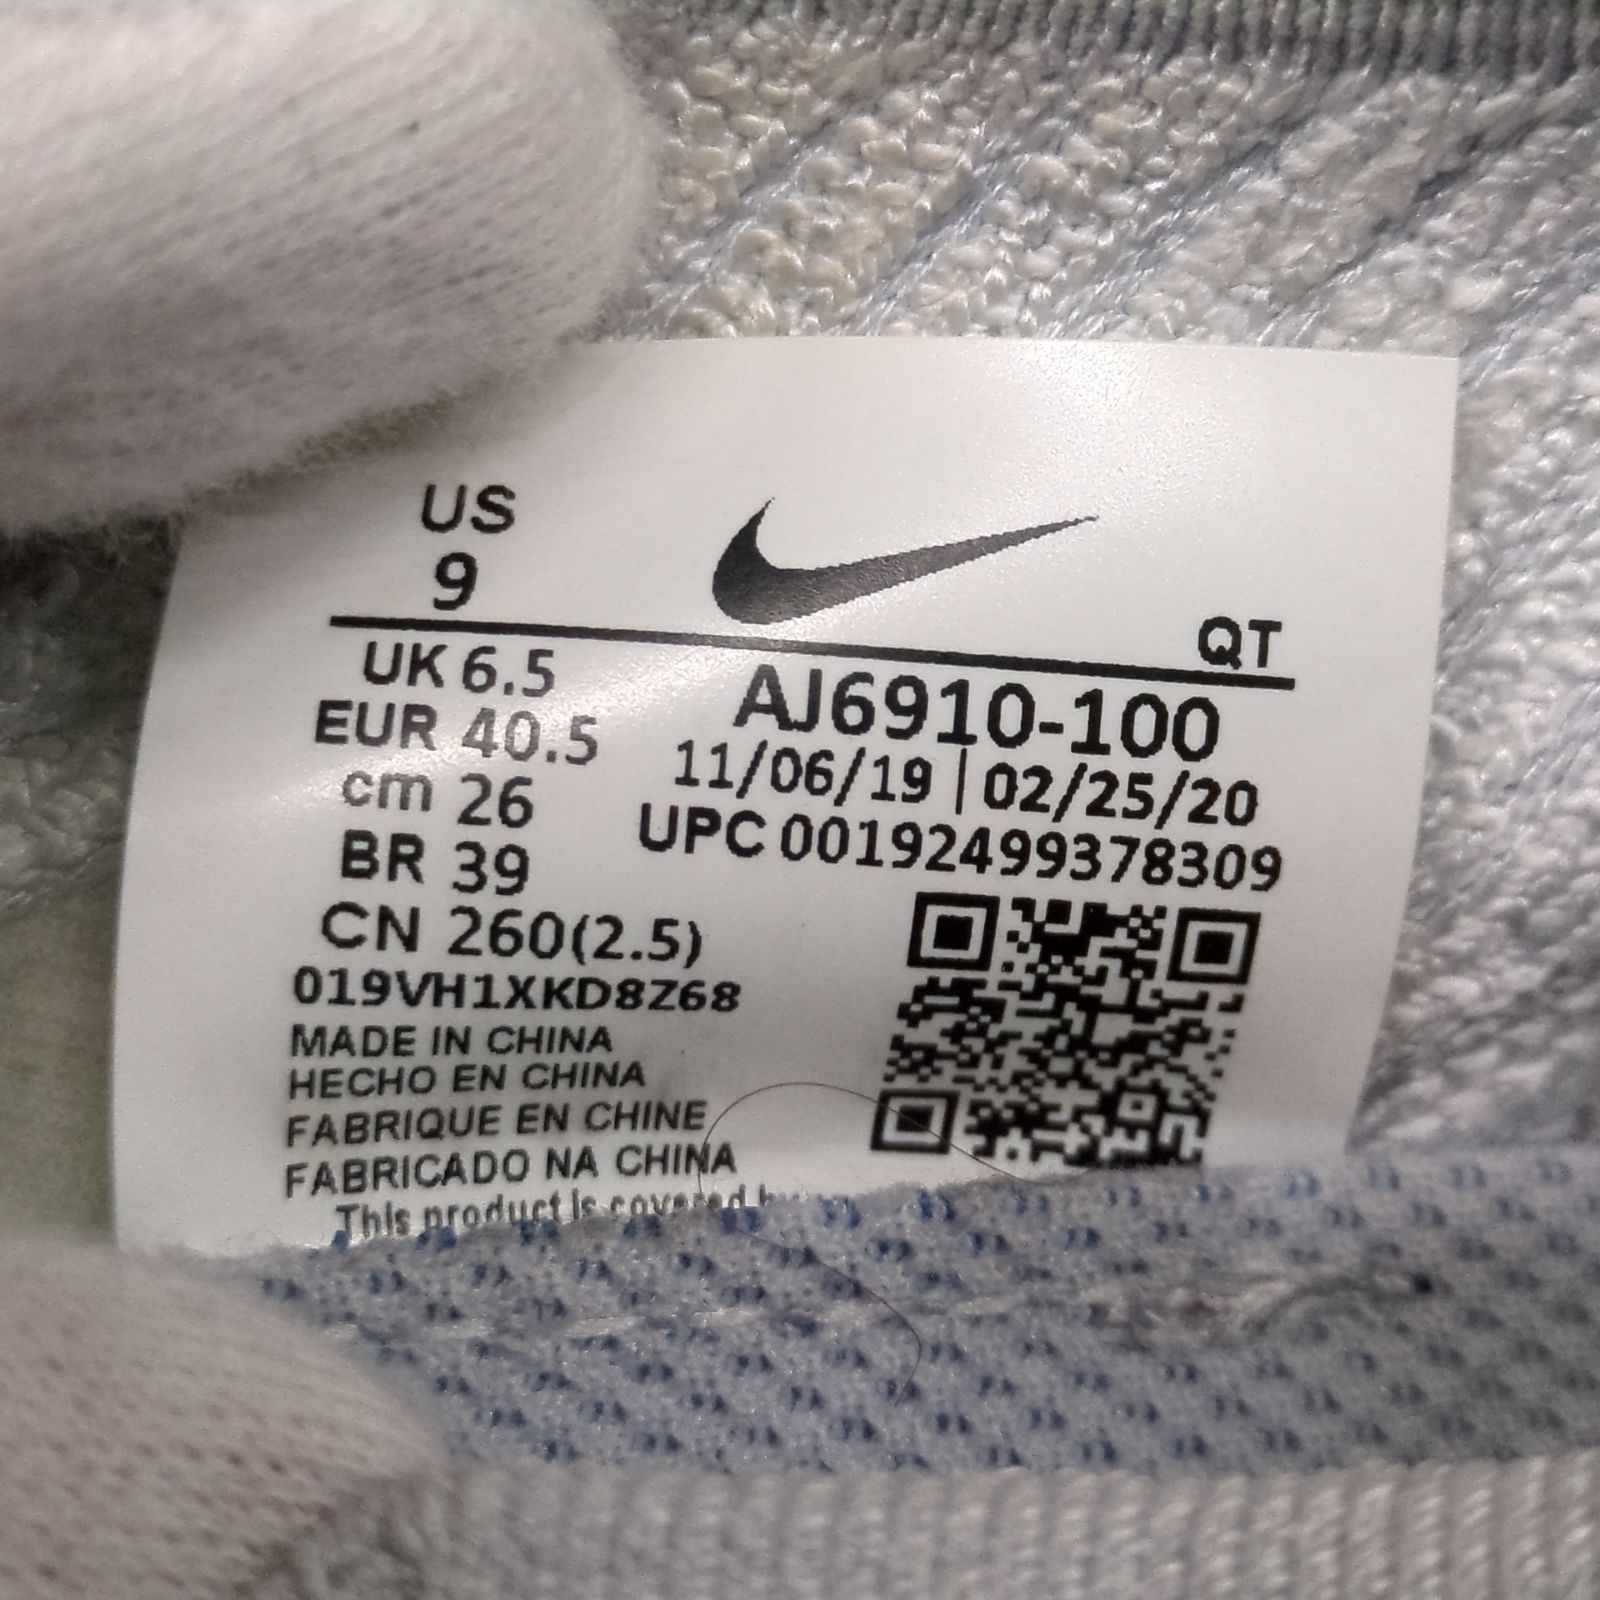 US
9
QT
UK 6.5
EUR 40.5
cm 26
BR 39
CN 260(2.5)
AJ6910-100
11/06/19 | 02/25/20
UPC 00192499378309
019VH1XKD8Z68
MADE IN CHINA
HECHO EN CHINA
FABRIQUE EN CHINE
FABRICADO NA CHINA
This product is covered